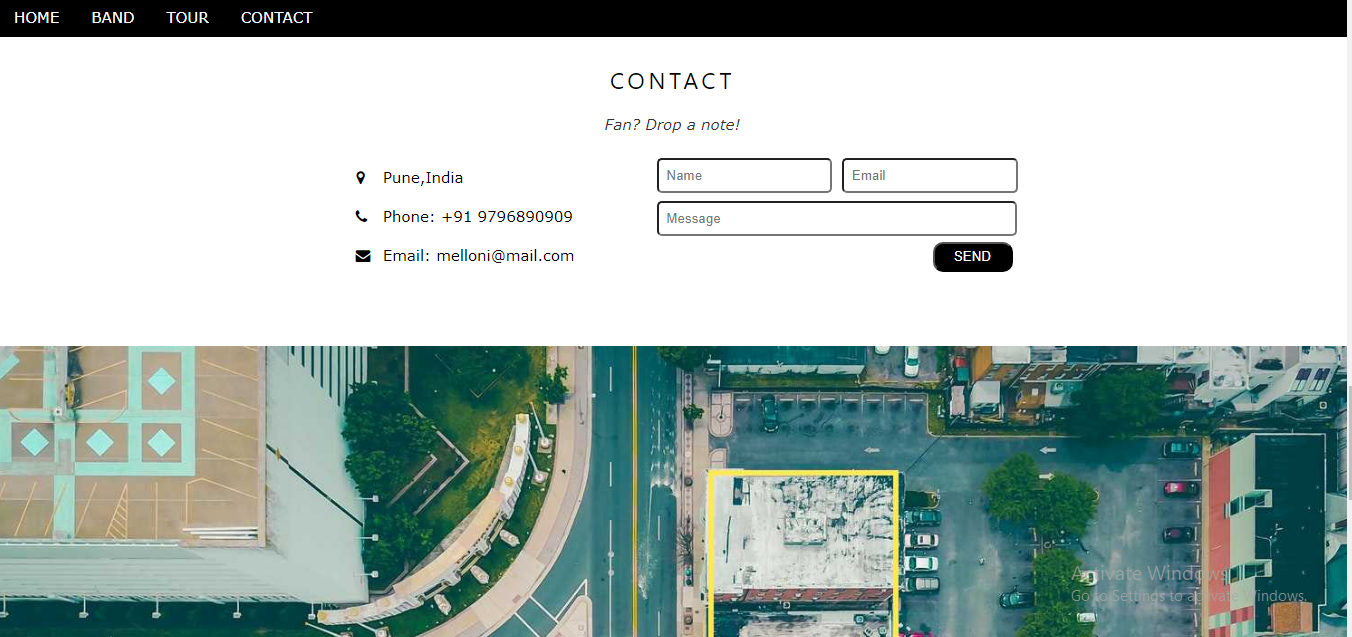 HOME BAND TOUR CONTACT
CONTACT
Fan? Drop a note!
Pune,India
Phone: +91 9796890909
Email: melloni@mail.com
Name Email
Message
SEND
Activate Windows
Go to Settings to activate Windows.